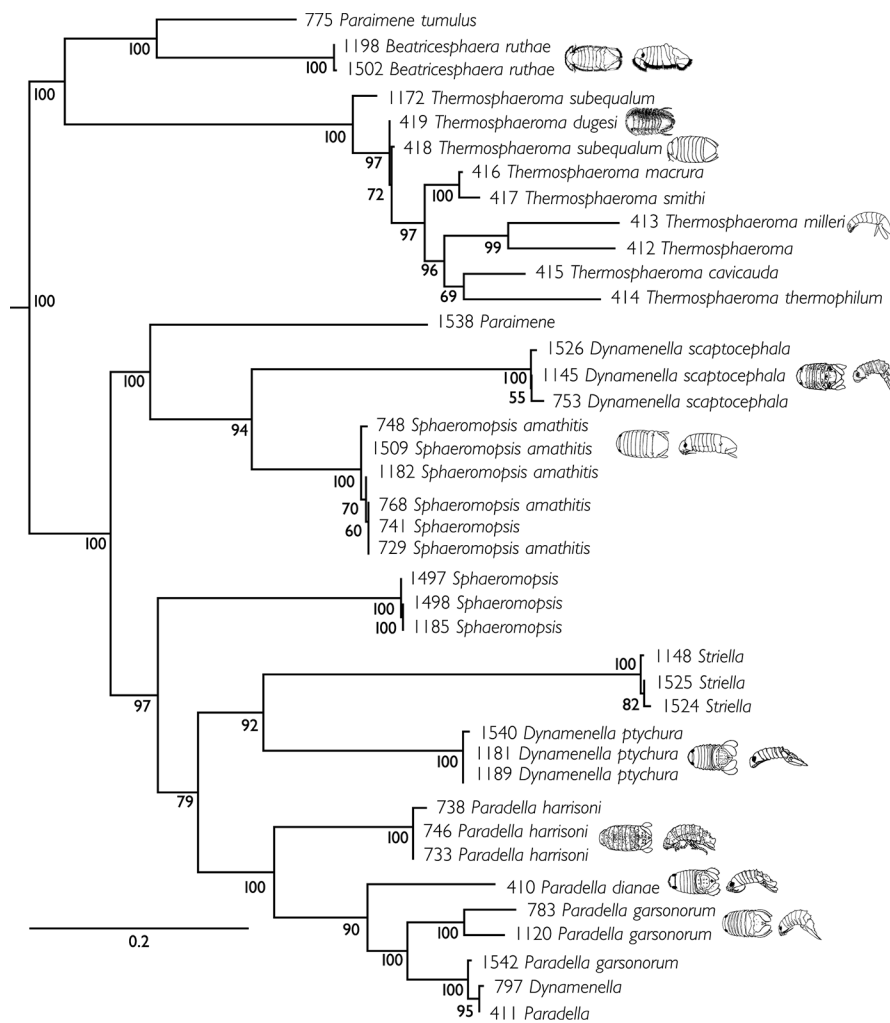 775 Paraimene tumulus
100
1198 Beatricesphaera ruthae
100
1502 Beatricesphaera ruthae
100
1172 Thermosphaeroma subequalum
419 Thermosphaeroma dugesi
100
418 Thermosphaeroma subequalum
97
416 Thermosphaeroma macrura
72
100
417 Thermosphaeroma smithi
413 Thermosphaeroma milleri
97
99
412 Thermosphaeroma
96
415 Thermosphaeroma cavicauda
69
414 Thermosphaeroma thermophilum
100
1538 Paraimene
1526 Dynamenella scaptocephala
100
100
1145 Dynamenella scaptocephala
55
753 Dynamenella scaptocephala
94
748 Sphaeromopsis amathitis
1509 Sphaeromopsis amathitis
1182 Sphaeromopsis amathitis
100
768 Sphaeromopsis amathitis
70
741 Sphaeromopsis
60
729 Sphaeromopsis amathitis
100
1497 Sphaeromopsis
100
1498 Sphaeromopsis
100
1185 Sphaeromopsis
1148 Striella
100
1525 Striella
82
1524 Striella
97
92
1540 Dynamenella ptychura
1181 Dynamenella ptychura
100
1189 Dynamenella ptychura
79
738 Paradella harrisoni
746 Paradella harrisoni
100
733 Paradella harrisoni
100
410 Paradella dianae
783 Paradella garsonorum
90
100
1120 Paradella garsonorum
0.2
100
1542 Paradella garsonorum
100
797 Dynamenella
95
411 Paradella